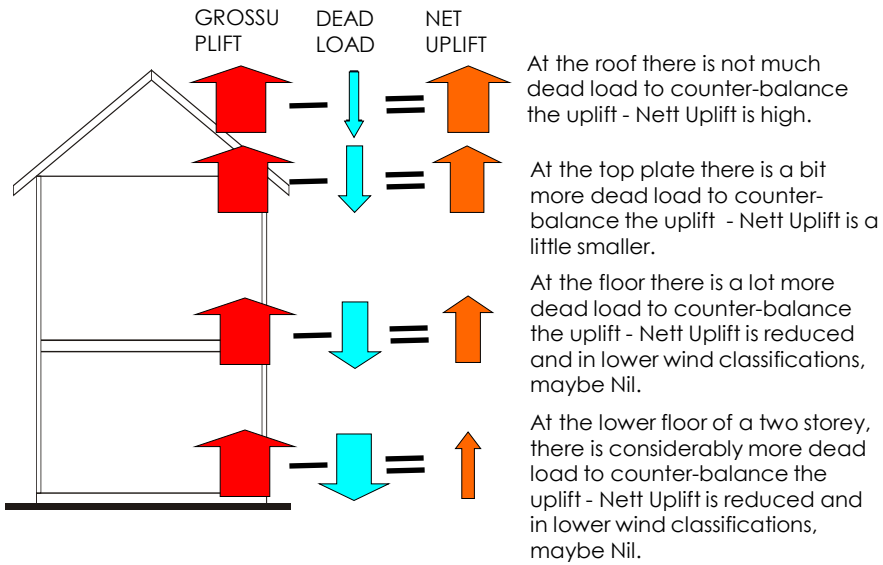 GROSSU
PLIFT
DEAD
LOAD
NET
UPLIFT
At the roof there is not much
dead load to counter-balance
the uplift - Nett Uplift is high.
At the top plate there is a bit
more dead load to counter-
balance the uplift - Nett Uplift is a
little smaller.
At the floor there is a lot more
dead load to counter-balance
the uplift - Nett Uplift is reduced
and in lower wind classifications,
maybe Nil.
At the lower floor of a two storey,
there is considerably more dead
load to counter-balance the
uplift - Nett Uplift is reduced and
in lower wind classifications,
maybe Nil.